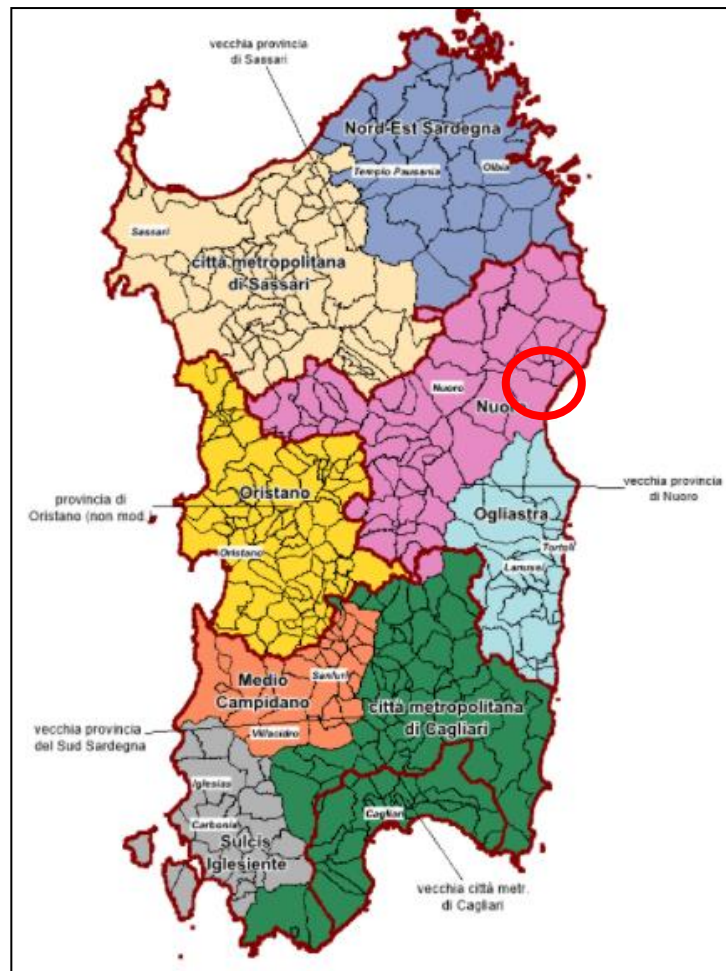 vecchia provincia
di Sassari
Nord-Est Sardegna
Tempio Pausania
Olbia
Sassari
città metropolitana
di Sassari
Nuoro
Nuoro
provincia di
Oristano (non mod.)
Oristano
vecchia provincia
di Nuoro
Ogliastra
Tortolì
Oristano
Lanusei
Medio
Campidano
Sanluri
città metropolitana
di Cagliari
vecchia provincia
del Sud Sardegna
Villacidro
Iglesias
Carbonia
Cagliari
Sulcis
Iglesiente
vecchia città metr.
di Cagliari